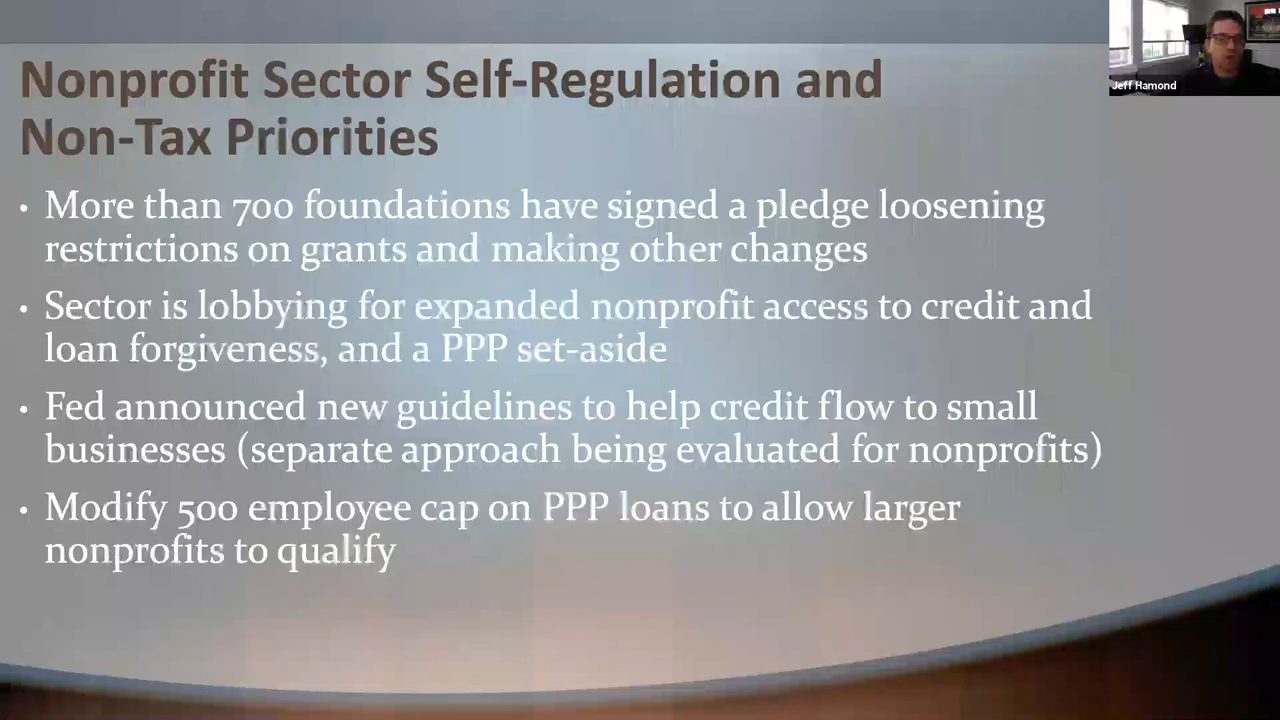 Nonprofit Sector Self-Regulation and
Non-Tax Priorities
Jeff Hamond
• More than 700 foundations have signed a pledge loosening
restrictions on grants and making other changes
• Sector is lobbying for expanded nonprofit access to credit and
loan forgiveness, and a PPP set-aside
• Fed announced new guidelines to help credit flow to small
businesses (separate approach being evaluated for nonprofits)
• Modify 500 employee cap on PPP loans to allow larger
nonprofits to qualify